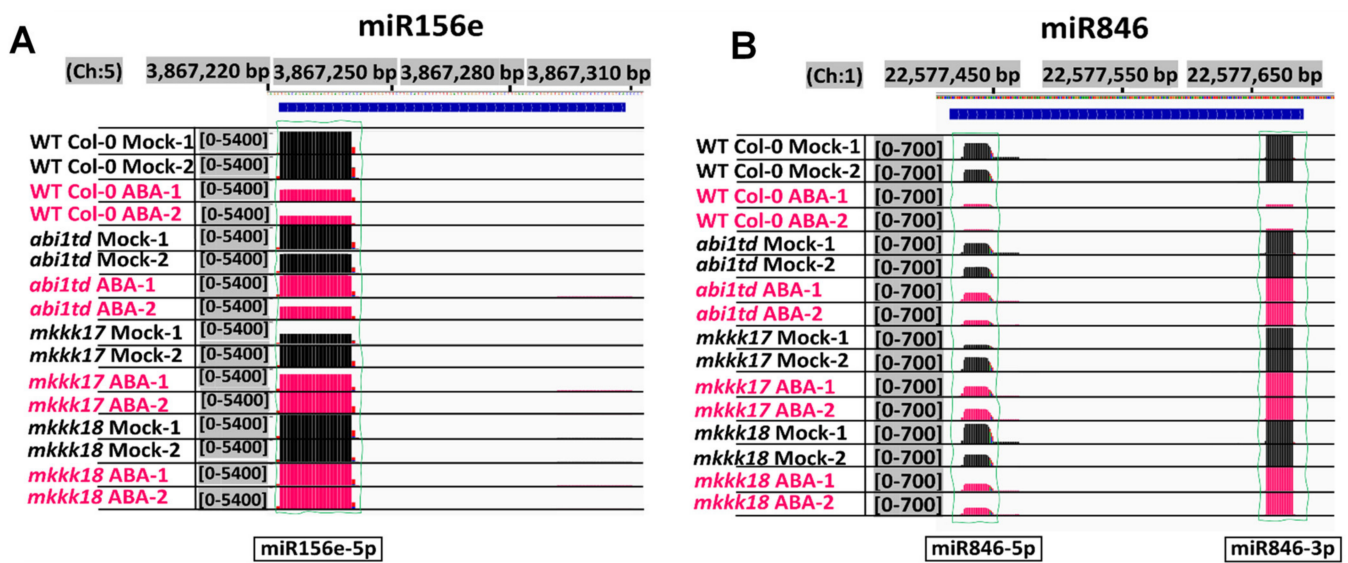 A
miR156e
(Ch:5) 3,867,220 bp 3,867,250 bp 3,867,280 bp 3,867,310 bp
WT Col-0 Mock-1 [0-5400]
WT Col-0 Mock-2 [0-5400]
WT Col-0 ABA-1 [0-5400]
WT Col-0 ABA-2 [0-5400]
abi1td Mock-1 [0-5400]
abi1td Mock-2 [0-5400]
abi1td ABA-1 [0-5400]
abi1td ABA-2 [0-5400]
mkkk17 Mock-1 [0-5400]
mkkk17 Mock-2 [0-5400]
mkkk17 ABA-1 [0-5400]
mkkk17 ABA-2 [0-5400]
mkkk18 Mock-1 [0-5400]
mkkk18 Mock-2 [0-5400]
mkkk18 ABA-1 [0-5400]
mkkk18 ABA-2 [0-5400]
miR156e-5p
B
miR846
(Ch:1) 22,577,450 bp 22,577,550 bp 22,577,650 bp
WT Col-0 Mock-1 [0-700]
WT Col-0 Mock-2 [0-700]
WT Col-0 ABA-1 [0-700]
WT Col-0 ABA-2 [0-700]
abi1td Mock-1 [0-700]
abi1td Mock-2 [0-700]
abi1td ABA-1 [0-700]
abi1td ABA-2 [0-700]
mkkk17 Mock-1 [0-700]
mkkk17 Mock-2 [0-700]
mkkk17 ABA-1 [0-700]
mkkk17 ABA-2 [0-700]
mkkk18 Mock-1 [0-700]
mkkk18 Mock-2 [0-700]
mkkk18 ABA-1 [0-700]
mkkk18 ABA-2 [0-700]
miR846-5p miR846-3p